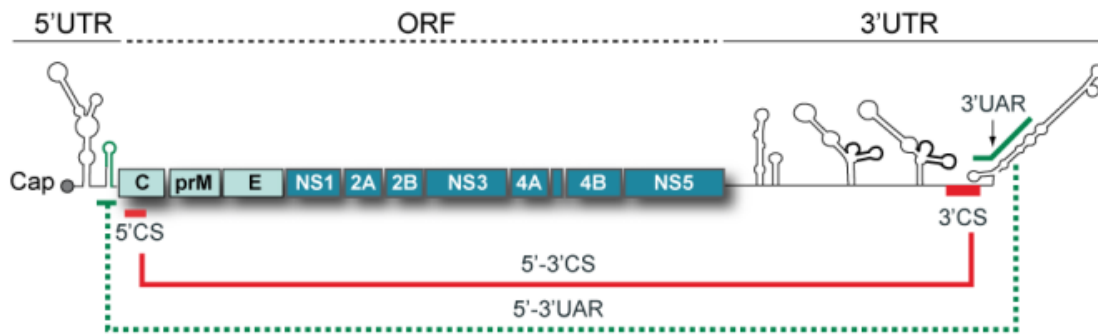 5'UTR ORF 3'UTR
3'UAR
Cap C prM E NS1 2A 2B NS3 4A 4B NS5
5'CS 3'CS
5'-3'CS
5'-3'UAR